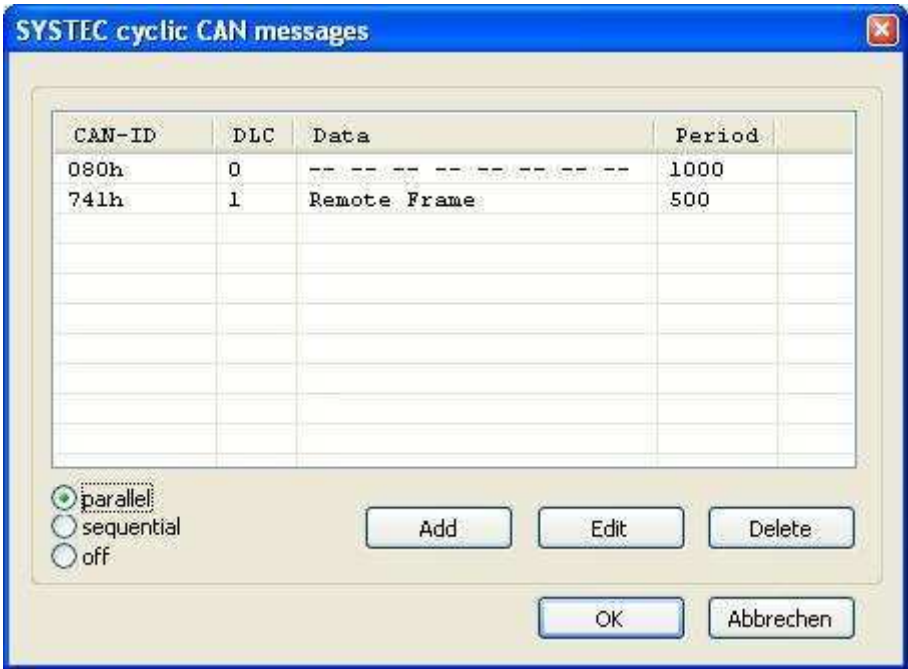 SYSTEC cyclic CAN messages
CAN-ID DLC Data Period
080h 0 -- -- -- -- -- -- -- -- 1000
741h 1 Remote Frame 500
parallel
sequential
off
Add Edit Delete
OK Abbrechen